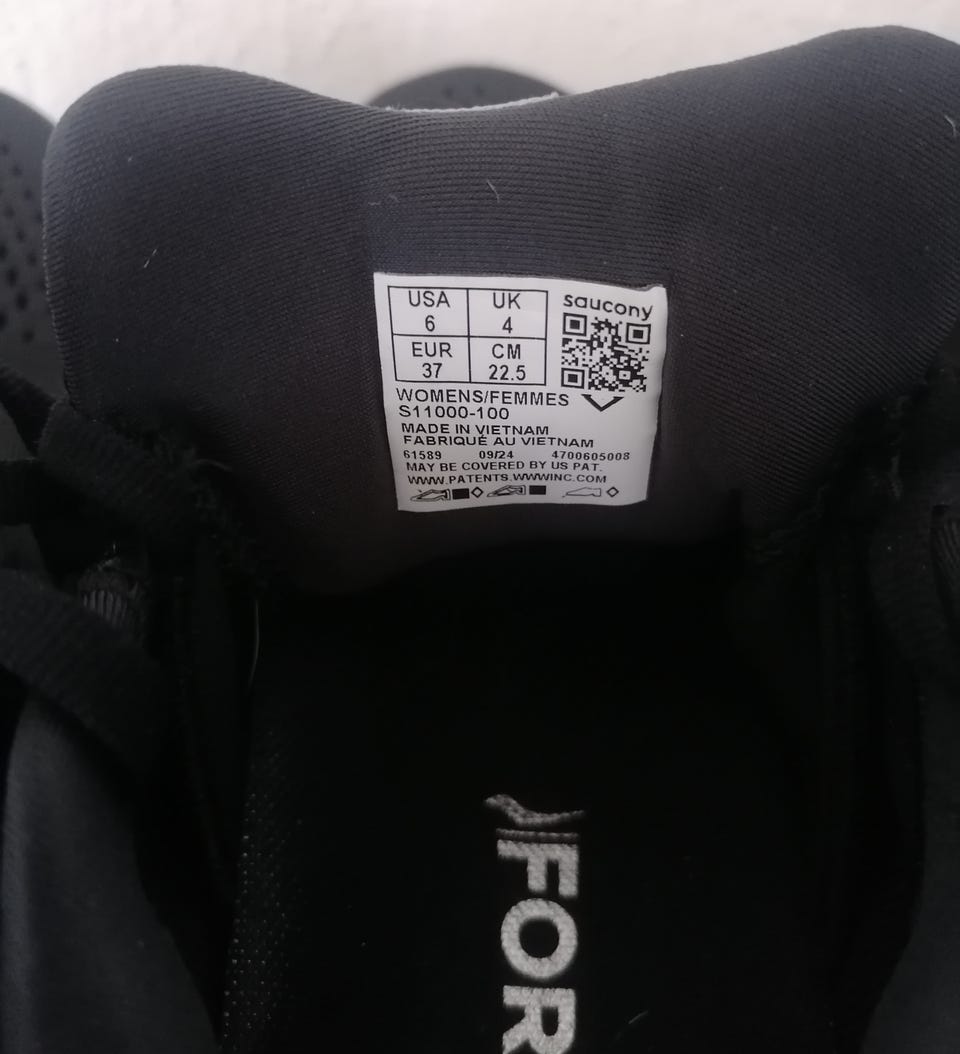 USA UK saucony
6 4
EUR CM
37 22.5
WOMENS/FEMMES
S11000-100
MADE IN VIETNAM
FABRIQUÉ AU VIETNAM
61589 09/24 4700605008
MAY BE COVERED BY US PAT.
WWW.PATENTS.WWWINC.COM
FOR